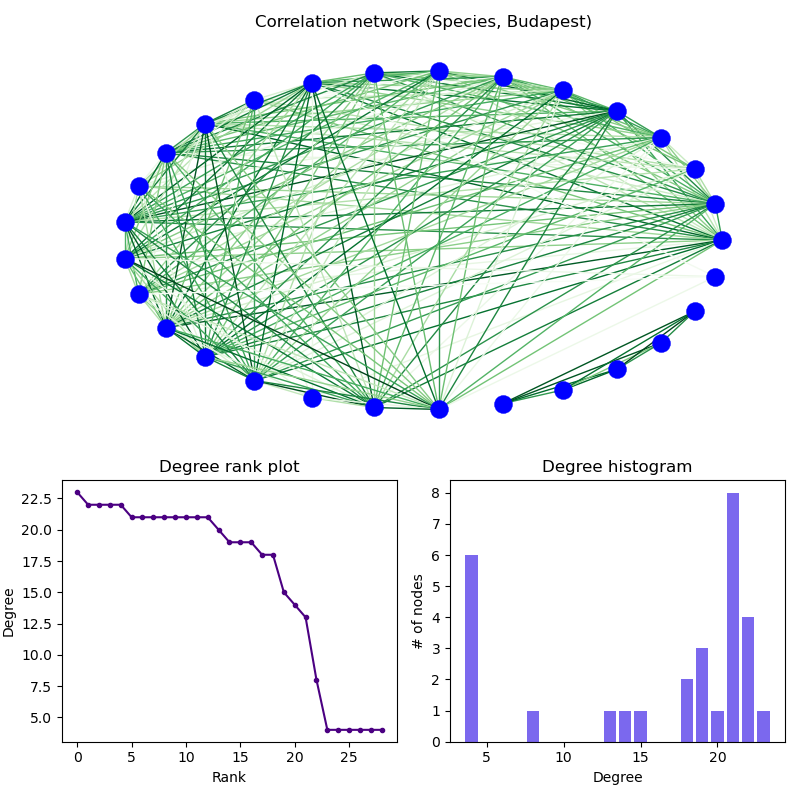 Correlation network (Species, Budapest)
Degree rank plot
Degree
22.5
20.0
17.5
15.0
12.5
10.0
7.5
5.0
0 5 10 15 20 25
Rank
Degree histogram
# of nodes
8
7
6
5
4
3
2
1
0
5 10 15 20
Degree